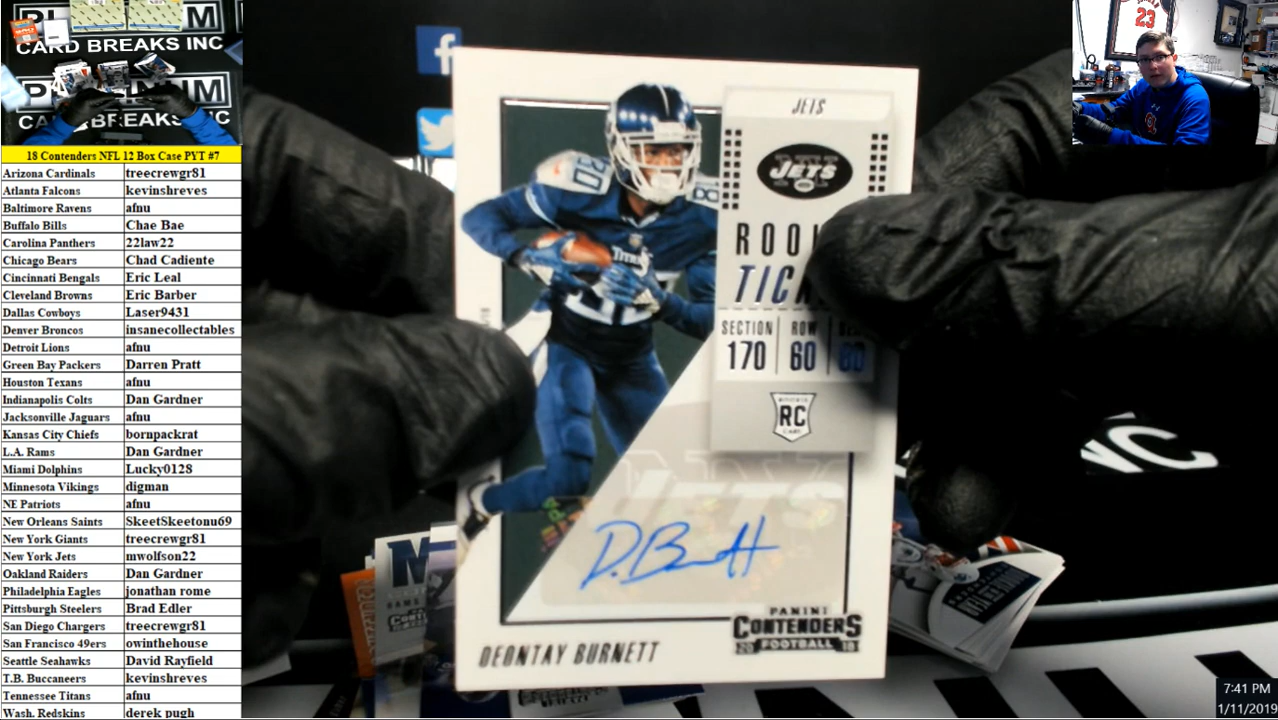 CARD BREAKS INC
18 Contenders NFL 12 Box Case PYT #7
Arizona Cardinals treecrewgr81
Atlanta Falcons kevinshreves
Baltimore Ravens afnu
Buffalo Bills Chae Bae
Carolina Panthers 22law22
Chicago Bears Chad Cadiente
Cincinnati Bengals Eric Leal
Cleveland Browns Eric Barber
Dallas Cowboys Laser9431
Denver Broncos insanecollectables
Detroit Lions afnu
Green Bay Packers Darren Pratt
Houston Texans afnu
Indianapolis Colts Dan Gardner
Jacksonville Jaguars afnu
Kansas City Chiefs bornpackrat
L.A. Rams Dan Gardner
Miami Dolphins Lucky0128
Minnesota Vikings digman
NE Patriots afnu
New Orleans Saints SkeetSkeetonu69
New York Giants treecrewgr81
New York Jets mwolfson22
Oakland Raiders Dan Gardner
Philadelphia Eagles jonathan rome
Pittsburgh Steelers Brad Edler
San Diego Chargers treecrewgr81
San Francisco 49ers owinthehouse
Seattle Seahawks David Rayfield
T.B. Buccaneers kevinshreves
Tennessee Titans afnu
Wash. Redskins derek pugh
JETS
JETS
SECTION ROW
170 60
RC
TITANS
80
D. Burnett
DEONTAY BURNETT
PANINI
CONTENDERS
FOOTBALL
23
7:41 PM
1/11/2019